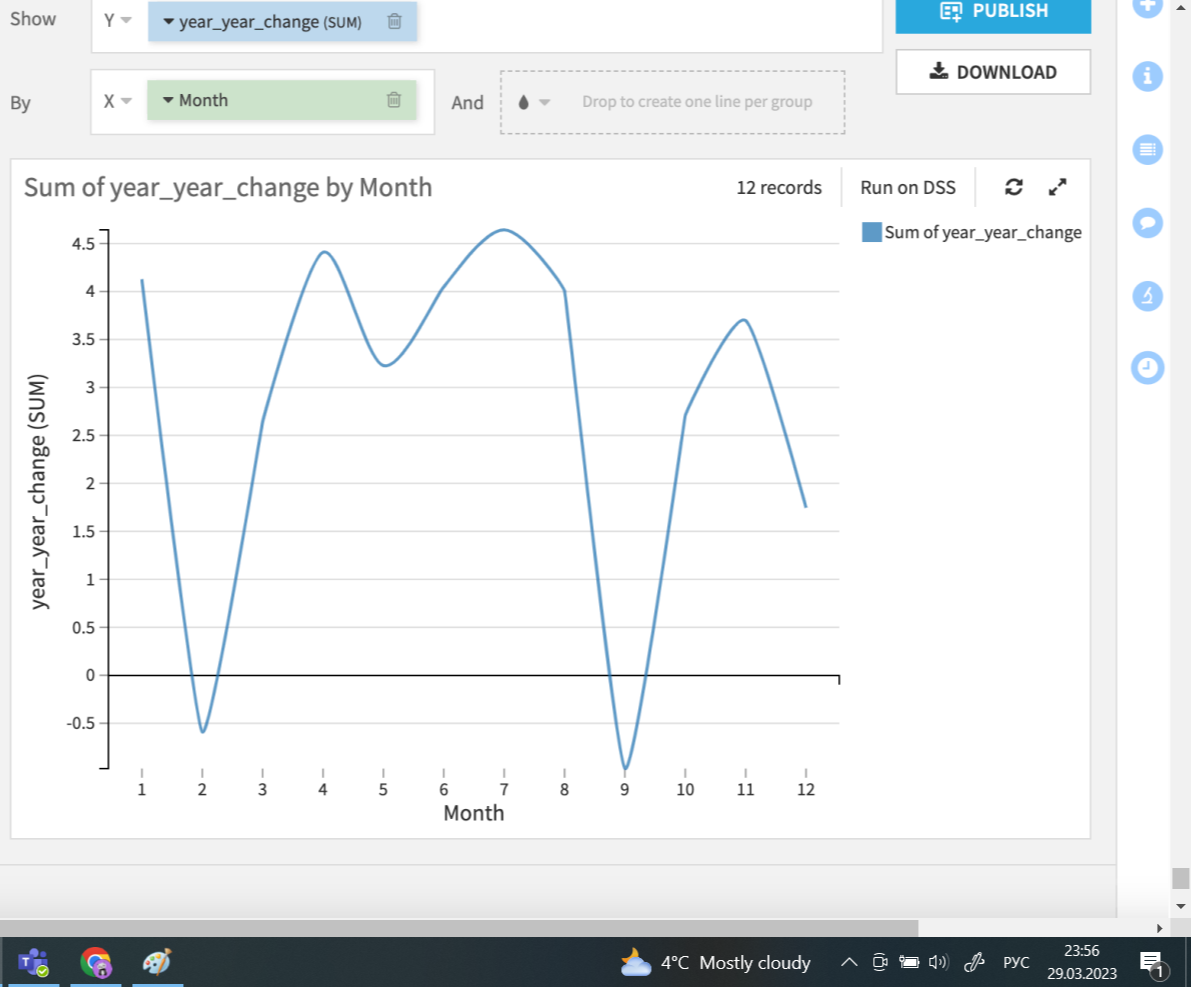 Show Y year_year_change (SUM) PUBLISH
DOWNLOAD
By X Month And Drop to create one line per group
Sum of year_year_change by Month 12 records Run on DSS
Sum of year_year_change
4.5
4
3.5
3
2.5
2
1.5
1
0.5
0
-0.5
year_year_change (SUM)
1 2 3 4 5 6 7 8 9 10 11 12
Month
4°C Mostly cloudy РУС 23:56
29.03.2023
1